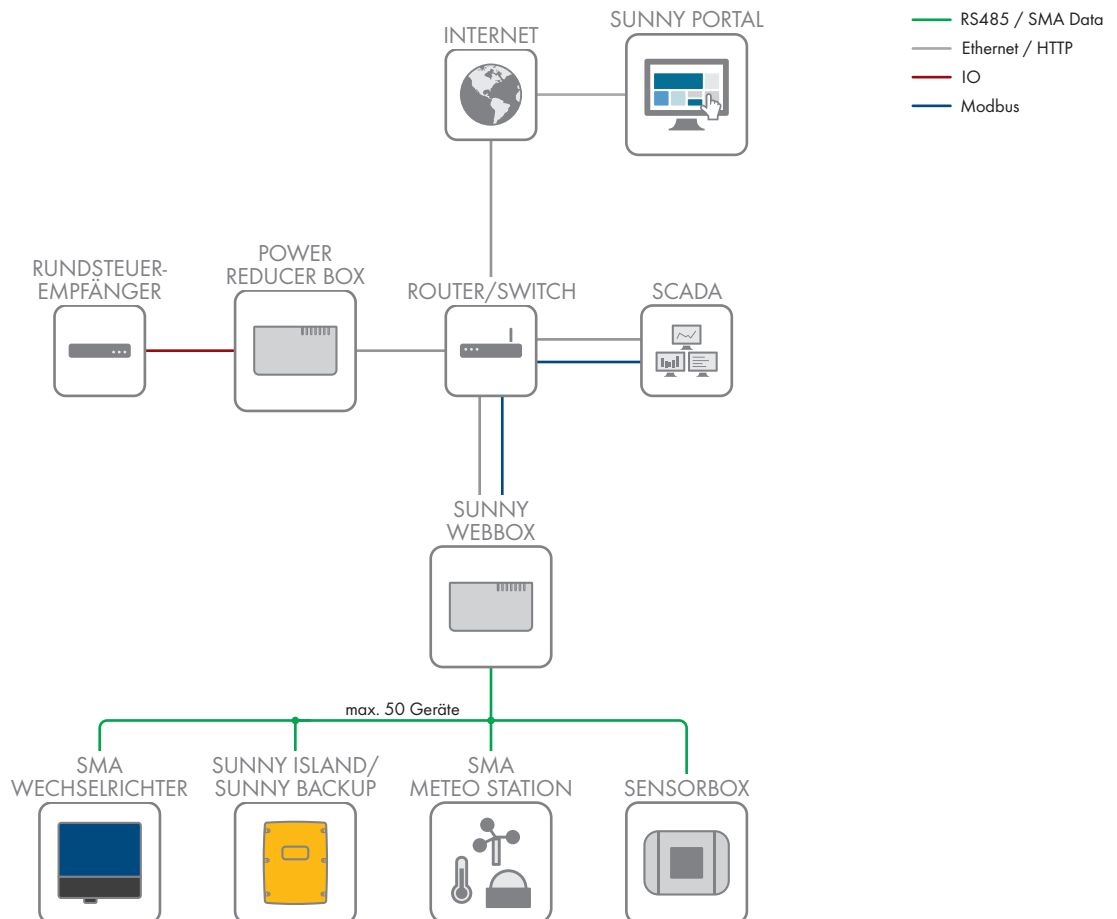 SUNNY PORTAL
INTERNET
RS485 / SMA Data
Ethernet / HTTP
IO
Modbus
RUNDSTEUER-
EMPFÄNGER
POWER
REDUCER BOX
ROUTER/SWITCH
SCADA
SUNNY
WEBBOX
max. 50 Geräte
SMA
WECHSELRICHTER
SUNNY ISLAND/
SUNNY BACKUP
SMA
METEO STATION
SENSORBOX